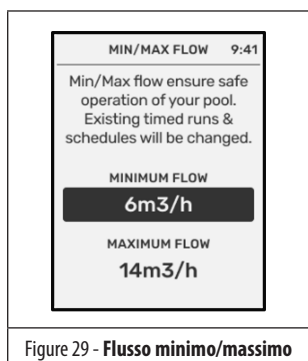 MIN/MAX FLOW 9:41
Min/Max flow ensure safe
operation of your pool.
Existing timed runs &
schedules will be changed.
MINIMUM FLOW
6m3/h
MAXIMUM FLOW
14m3/h
Figure 29 - Flusso minimo/massimo